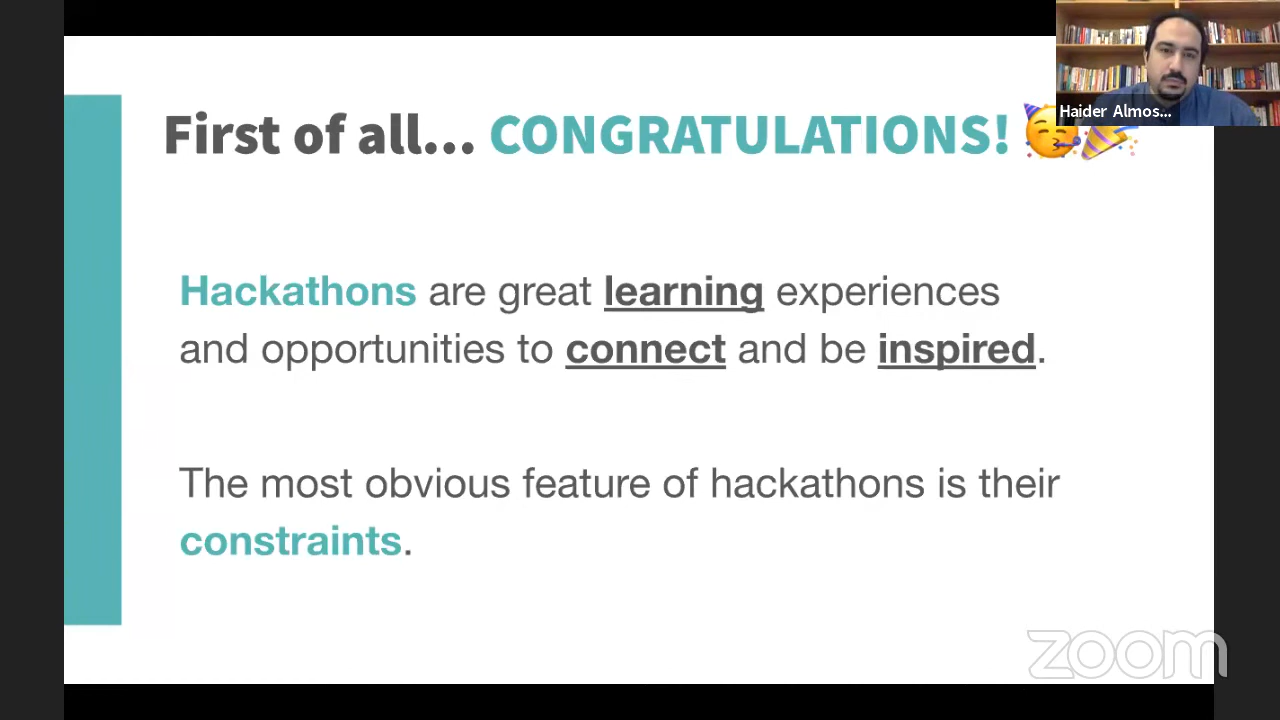 Haider Almos...
First of all... CONGRATULATIONS! 🥳🎉
Hackathons are great learning experiences
and opportunities to connect and be inspired.
The most obvious feature of hackathons is their
constraints.
zoom